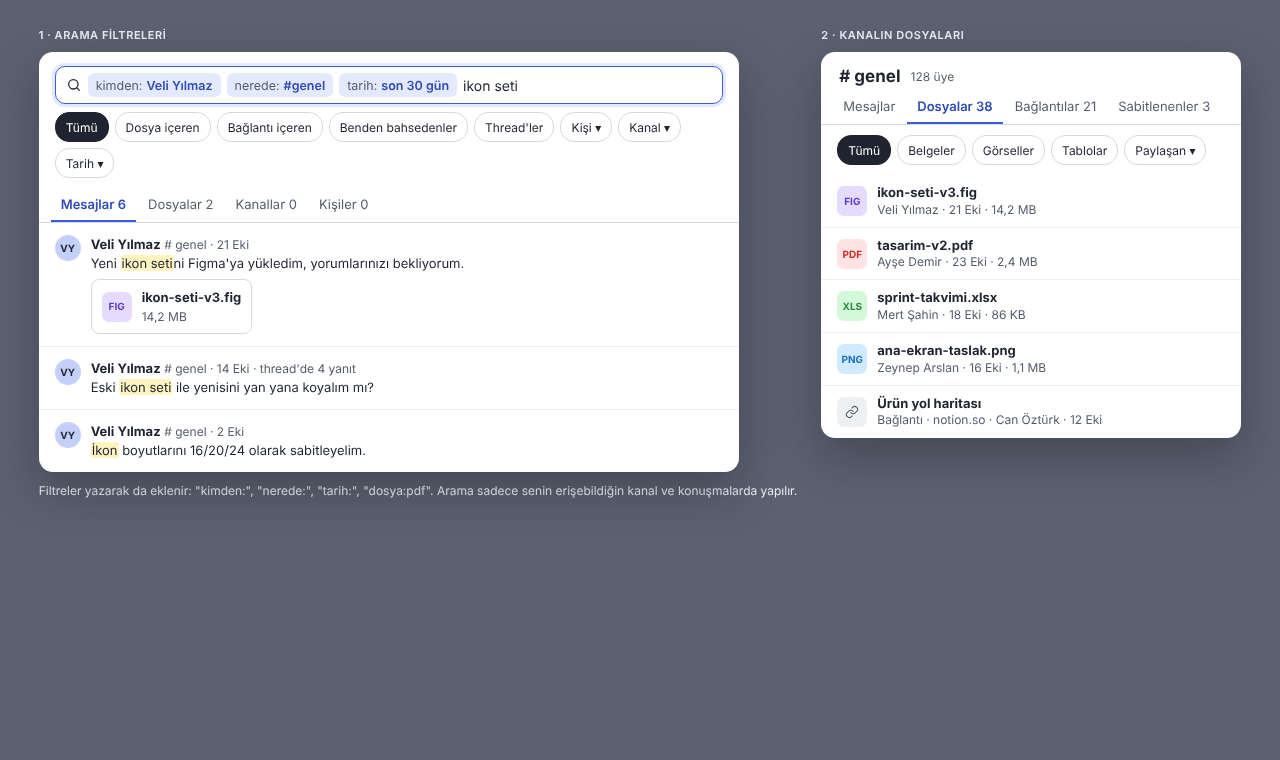 1 · ARAMA FİLTRELERİ
kimden: Veli Yılmaz nerede: #genel tarih: son 30 gün ikon seti
Tümü Dosya içeren Bağlantı içeren Benden bahsedenler Thread'ler Kişi ▾ Kanal ▾
Tarih ▾
Mesajlar 6 Dosyalar 2 Kanallar 0 Kişiler 0
VY Veli Yılmaz # genel · 21 Eki
Yeni ikon setini Figma'ya yükledim, yorumlarınızı bekliyorum.
FIG ikon-seti-v3.fig
14,2 MB
VY Veli Yılmaz # genel · 14 Eki · thread'de 4 yanıt
Eski ikon seti ile yenisini yan yana koyalım mı?
VY Veli Yılmaz # genel · 2 Eki
İkon boyutlarını 16/20/24 olarak sabitleyelim.
Filtreler yazarak da eklenir: "kimden:", "nerede:", "tarih:", "dosya:pdf". Arama sadece senin erişebildiğin kanal ve konuşmalarda yapılır.
2 · KANALIN DOSYALARI
# genel 128 üye
Mesajlar Dosyalar 38 Bağlantılar 21 Sabitlenenler 3
Tümü Belgeler Görseller Tablolar Paylaşan ▾
FIG ikon-seti-v3.fig
Veli Yılmaz · 21 Eki · 14,2 MB
PDF tasarim-v2.pdf
Ayşe Demir · 23 Eki · 2,4 MB
XLS sprint-takvimi.xlsx
Mert Şahin · 18 Eki · 86 KB
PNG ana-ekran-taslak.png
Zeynep Arslan · 16 Eki · 1,1 MB
Ürün yol haritası
Bağlantı · notion.so · Can Öztürk · 12 Eki